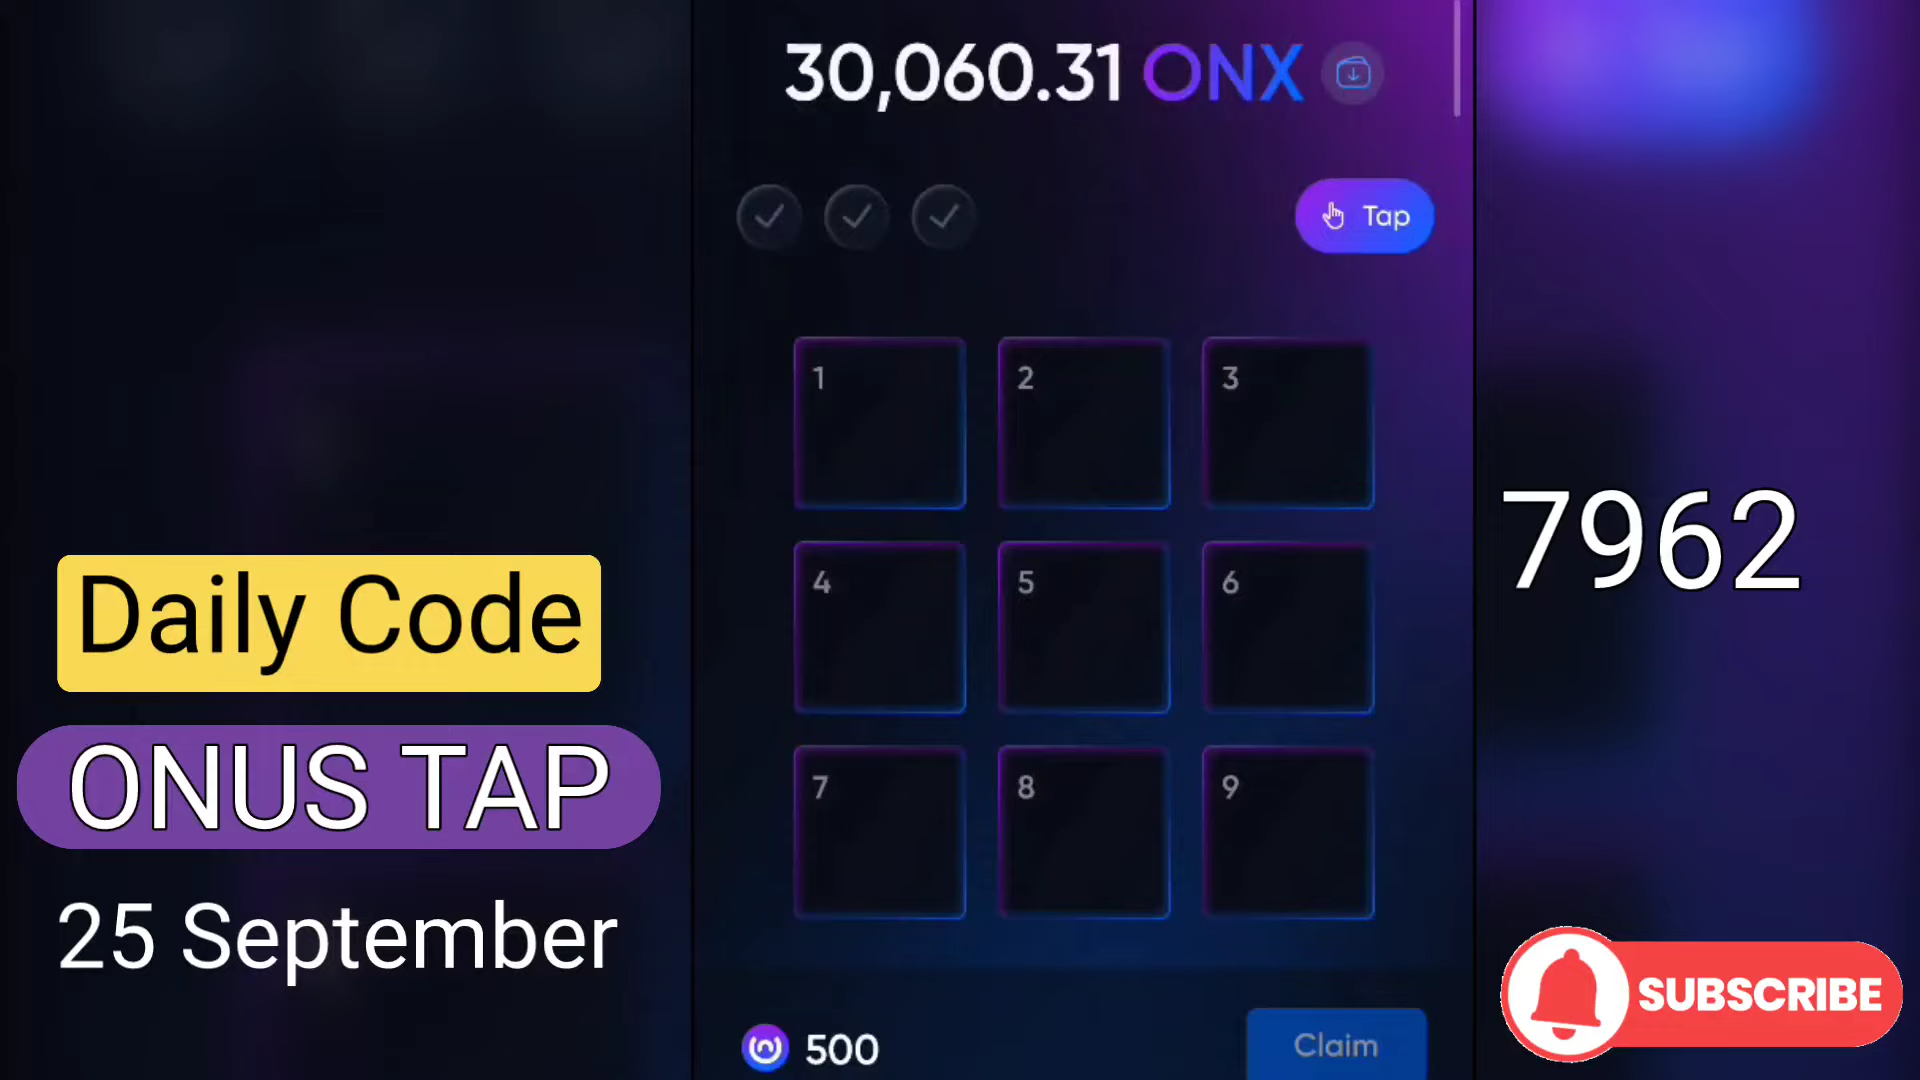 30,060.31 ONX
Tap
1 2 3
4 5 6
7 8 9
500
Claim
Daily Code
ONUS TAP
25 September
7962
SUBSCRIBE